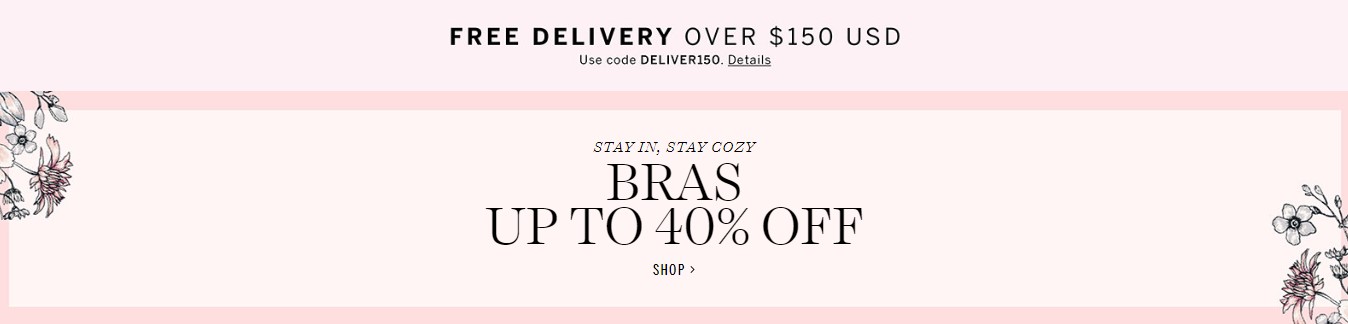 FREE DELIVERY OVER $150 USD
Use code DELIVER150. Details
STAY IN, STAY COZY
BRAS
UP TO 40% OFF
SHOP >